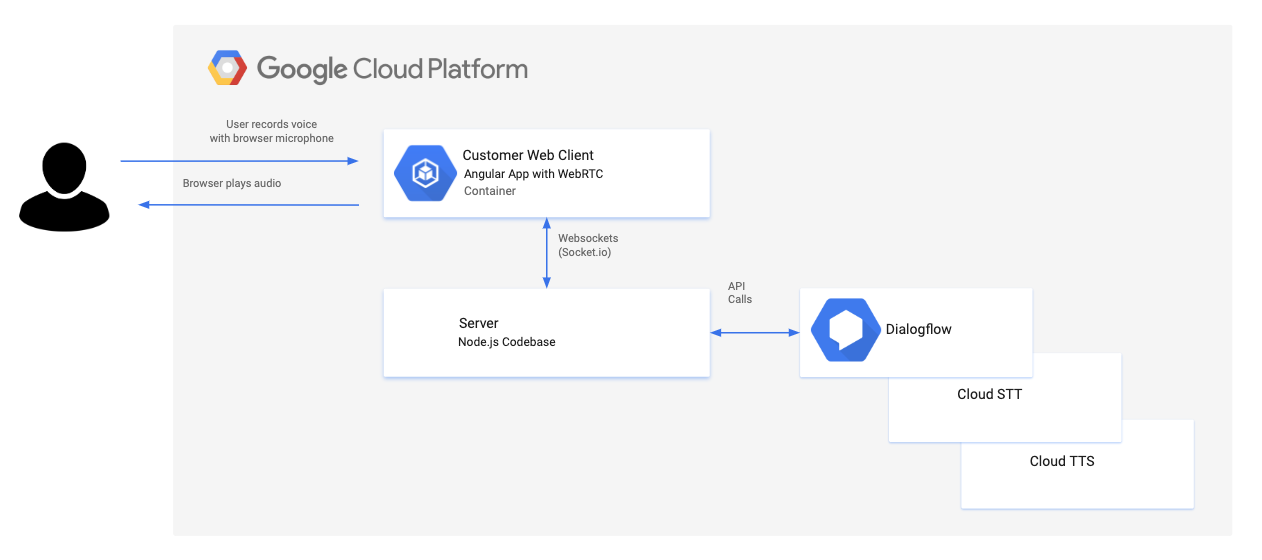 Google Cloud Platform
User records voice
with browser microphone
Browser plays audio
Customer Web Client
Angular App with WebRTC
Container
Websockets
(Socket.io)
Server
Node.js Codebase
API
Calls
Dialogflow
Cloud STT
Cloud TTS